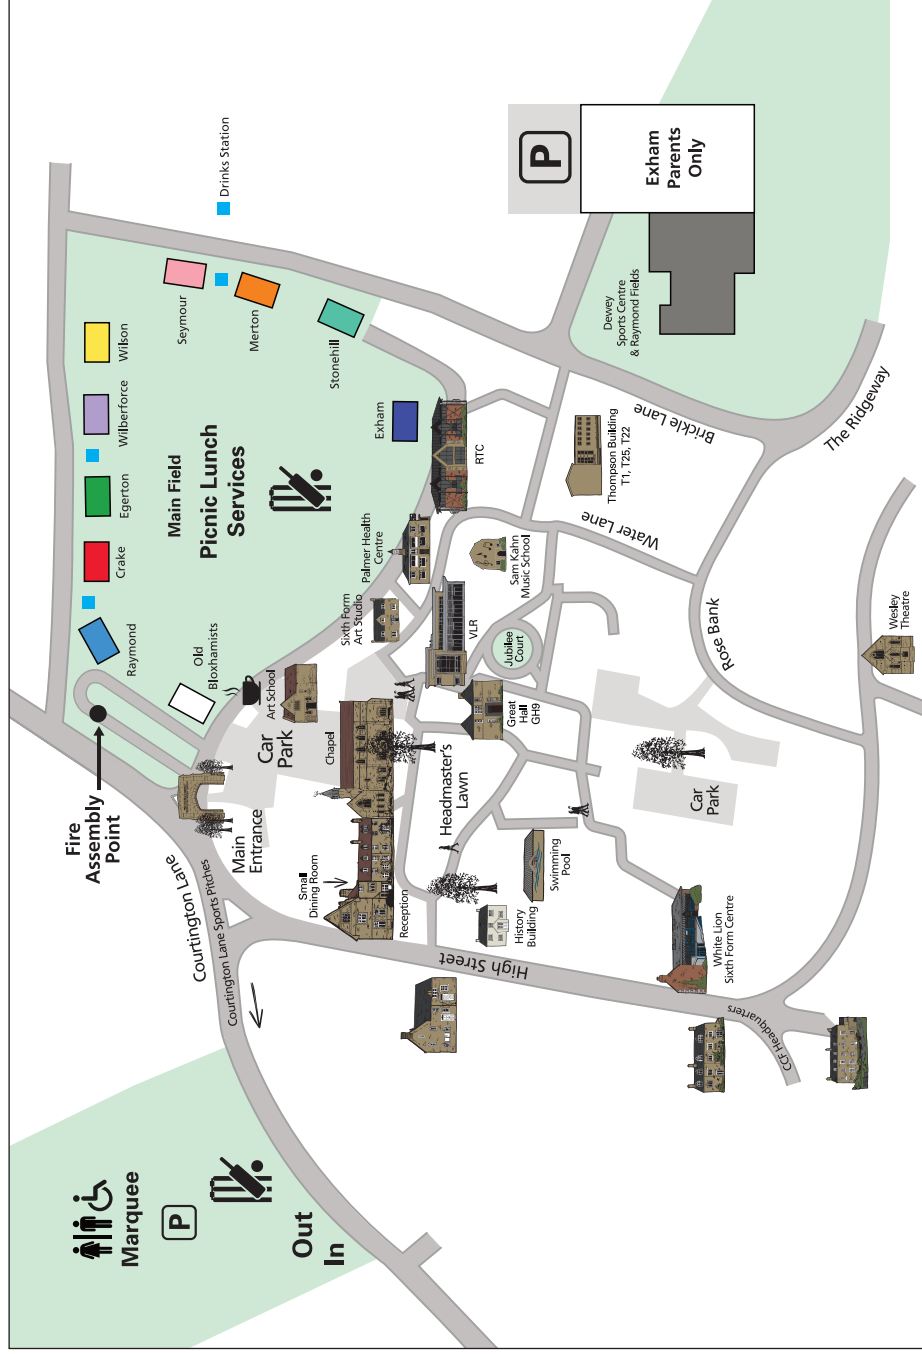 Drinks Station
Seymour
Merton
Stonehill
Wilson
Wilberforce
Egerton
Crake
Raymond
Old
Bloxhamists
Exham
Main Field
Picnic Lunch
Services
Fire
Assembly
Point
Main
Entrance
Car
Park
Art School
Chapel
Small
Dining Room
Reception
Sixth Form
Art Studio
Palmer Health
Centre
RTC
VLR
Sam Kahn
Music School
Jubilee
Court
Great
Hall
GH9
Headmaster's
Lawn
Swimming
Pool
History
Building
High Street
White Lion
Sixth Form Centre
CCF Headquarters
Car
Park
Rose Bank
Water Lane
Brickle Lane
The Ridgeway
Thompson Building
T1, T25, T22
Dewey
Sports Centre
& Raymond Fields
P
Exham
Parents
Only
Wesley
Theatre
Courtington Lane
Courtington Lane Sports Pitches
Marquee
P
Out
In